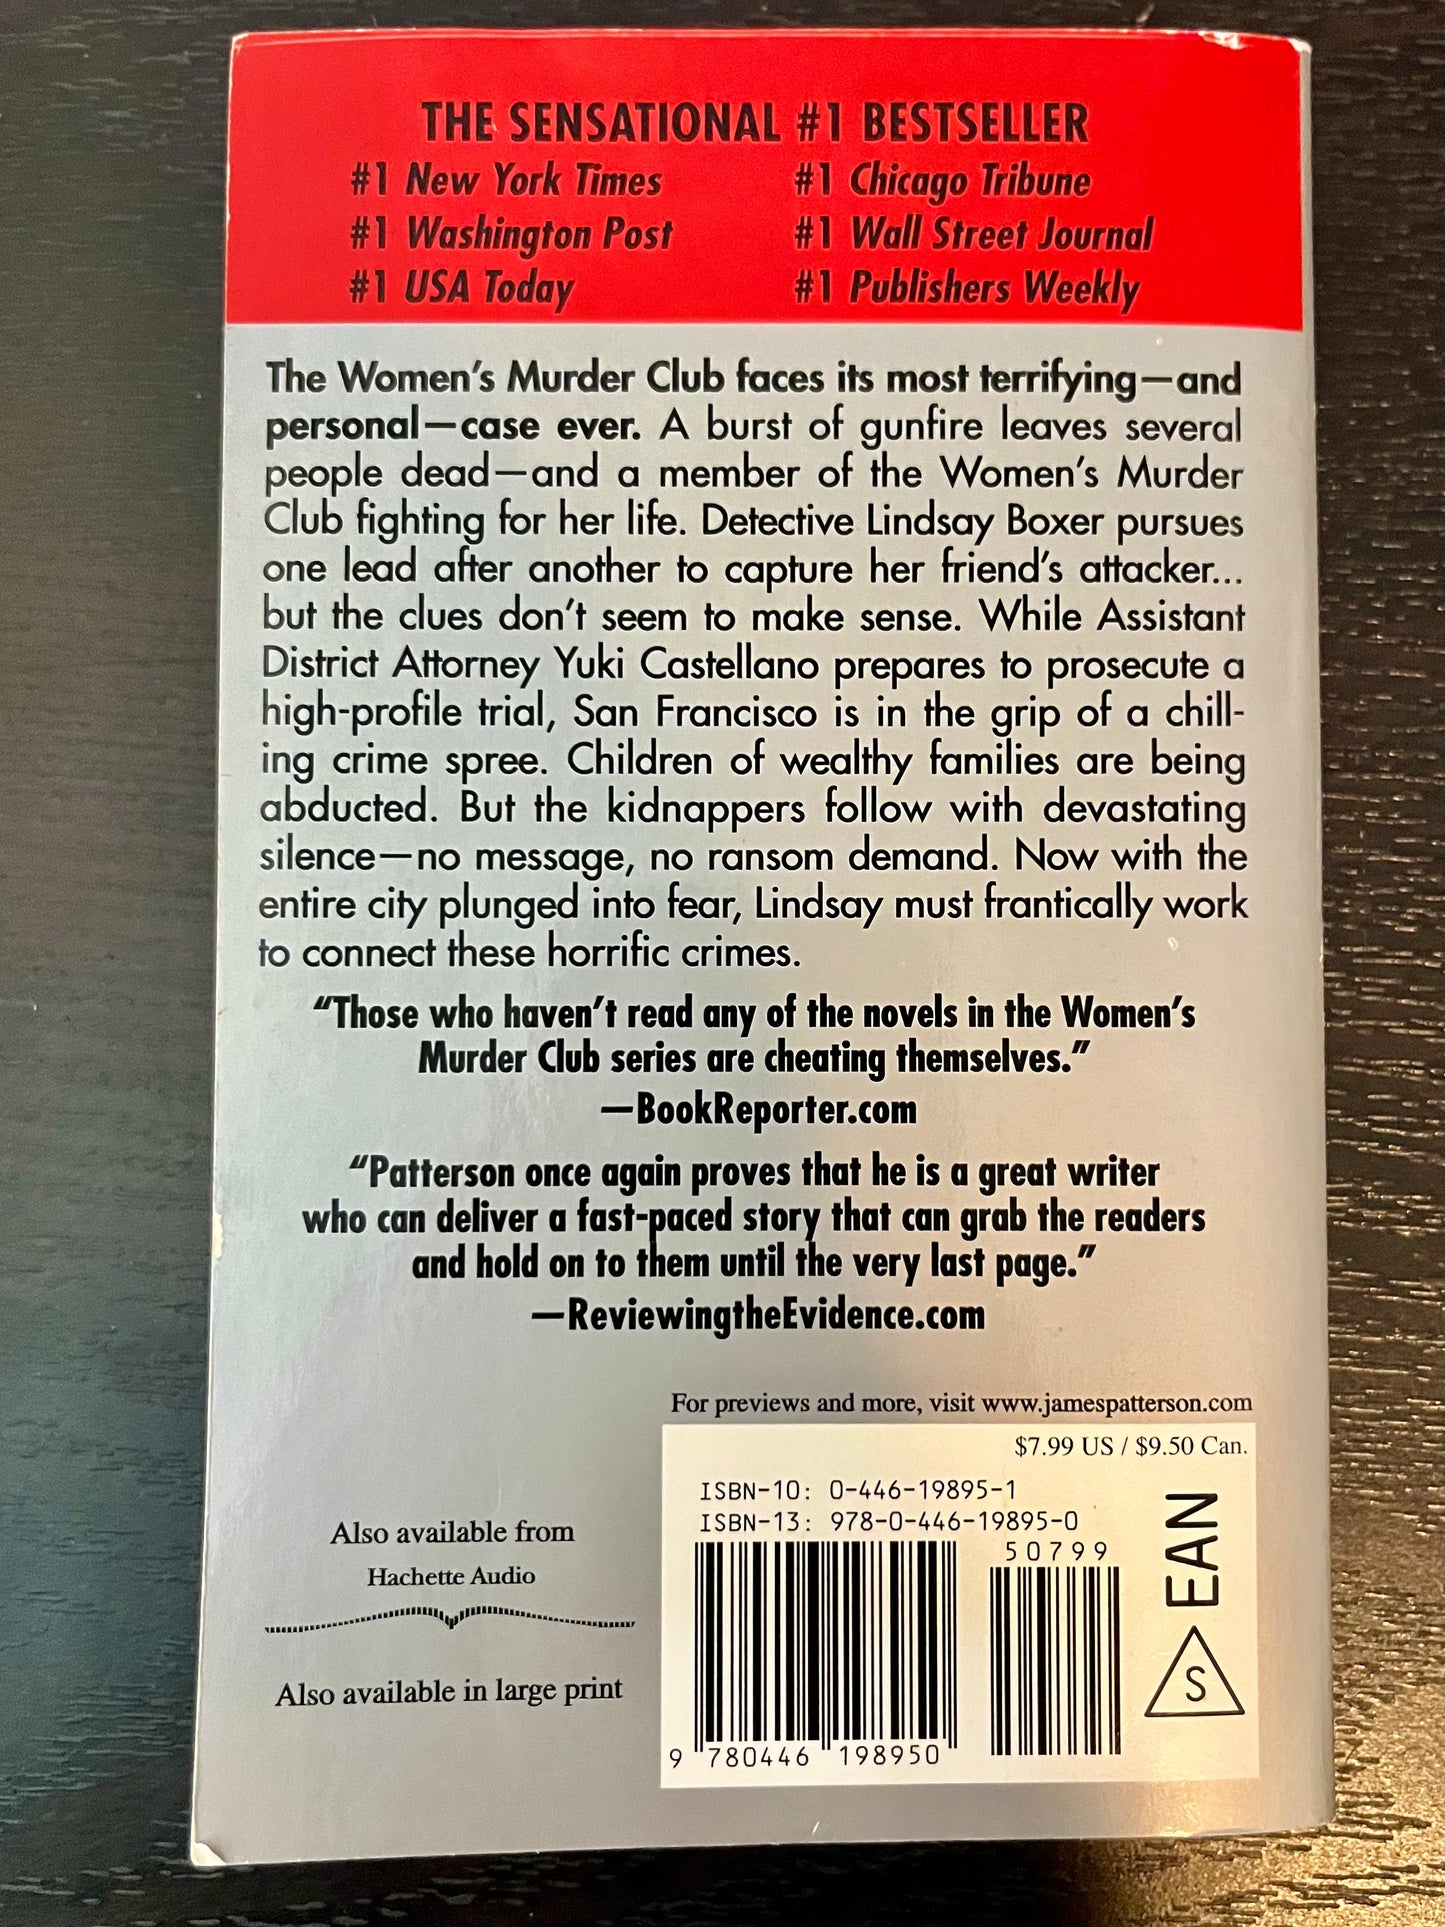 THE SENSATIONAL #1 BESTSELLER
#1 New York Times #1 Chicago Tribune
#1 Washington Post #1 Wall Street Journal
#1 USA Today #1 Publishers Weekly
The Women's Murder Club faces its most terrifying—and
personal—case ever. A burst of gunfire leaves several
people dead—and a member of the Women's Murder
Club fighting for her life. Detective Lindsay Boxer pursues
one lead after another to capture her friend's attacker...
but the clues don't seem to make sense. While Assistant
District Attorney Yuki Castellano prepares to prosecute a
high-profile trial, San Francisco is in the grip of a chill-
ing crime spree. Children of wealthy families are being
abducted. But the kidnappers follow with devastating
silence—no message, no ransom demand. Now with the
entire city plunged into fear, Lindsay must frantically work
to connect these horrific crimes.
"Those who haven't read any of the novels in the Women's
Murder Club series are cheating themselves."
—BookReporter.com
"Patterson once again proves that he is a great writer
who can deliver a fast-paced story that can grab the readers
and hold on to them until the very last page."
—ReviewingtheEvidence.com
For previews and more, visit www.jamespatterson.com
$7.99 US / $9.50 Can.
ISBN-10: 0-446-19895-1
ISBN-13: 978-0-446-19895-0
50799
EAN
S
9 780446 198950
Also available from
Hachette Audio
Also available in large print